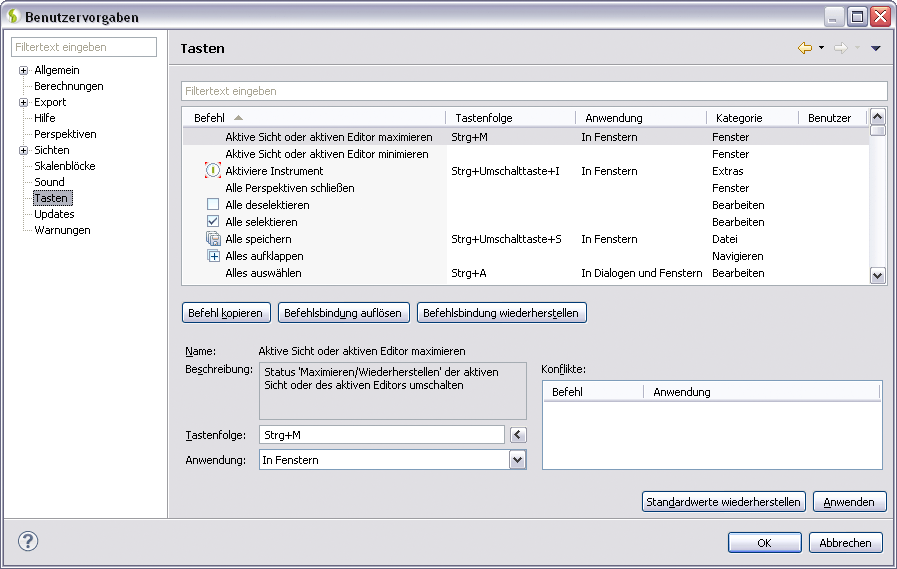 Benutzervorgaben
Filtertext eingeben
Allgemein
Berechnungen
Export
Hilfe
Perspektiven
Sichten
Skalenblöcke
Sound
Tasten
Updates
Warnungen
Tasten
Filtertext eingeben
Befehl Tastenfolge Anwendung Kategorie Benutzer
Aktive Sicht oder aktiven Editor maximieren Strg+M In Fenstern Fenster
Aktive Sicht oder aktiven Editor minimieren Fenster
Aktiviere Instrument Strg+Umschalttaste+I In Fenstern Extras
Alle Perspektiven schließen Fenster
Alle deselektieren Bearbeiten
Alle selektieren Bearbeiten
Alle speichern Strg+Umschalttaste+S In Fenstern Datei
Alles aufklappen Navigieren
Alles auswählen Strg+A In Dialogen und Fenstern Bearbeiten
Befehl kopieren Befehlsbindung auflösen Befehlsbindung wiederherstellen
Name: Aktive Sicht oder aktiven Editor maximieren
Beschreibung: Status 'Maximieren/Wiederherstellen' der aktiven
Sicht oder des aktiven Editors umschalten
Tastenfolge: Strg+M
Anwendung: In Fenstern
Konflikte:
Befehl Anwendung
Standardwerte wiederherstellen Anwenden
OK Abbrechen